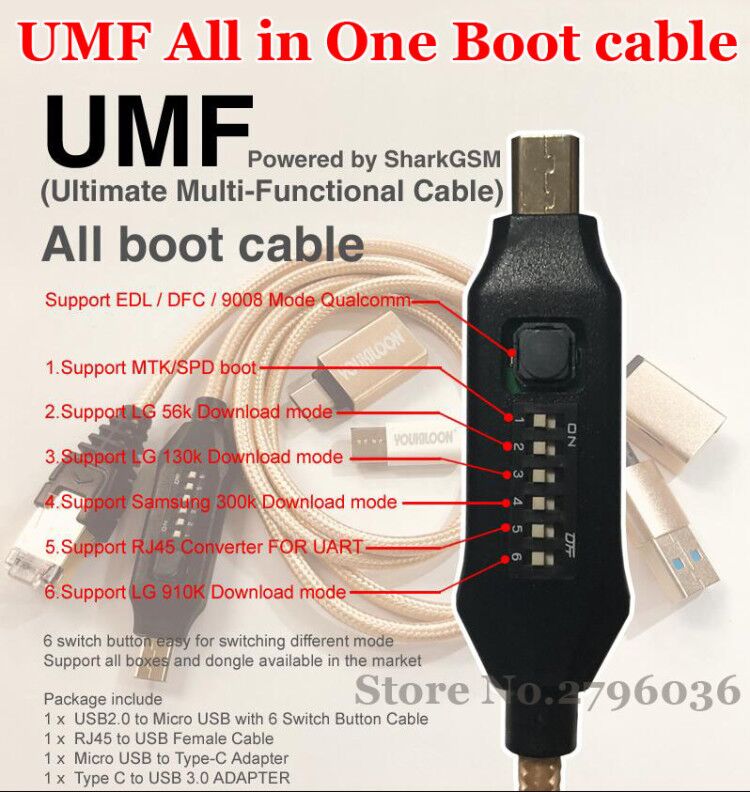 UMF All in One Boot cable
UMF Powered by SharkGSM
(Ultimate Multi-Functional Cable)
All boot cable
Support EDL / DFC / 9008 Mode Qualcomm
1.Support MTK/SPD boot
2.Support LG 56k Download mode
3.Support LG 130k Download mode
4.Support Samsung 300k Download mode
5.Support RJ45 Converter FOR UART
6.Support LG 910K Download mode
1
2
3
4
5
6
ON
YOUKILOON
YOUKILOON
6 switch button easy for switching different mode
Support all boxes and dongle available in the market
Store No.2796036
Package include
1 x USB2.0 to Micro USB with 6 Switch Button Cable
1 x RJ45 to USB Female Cable
1 x Micro USB to Type-C Adapter
1 x Type C to USB 3.0 ADAPTER